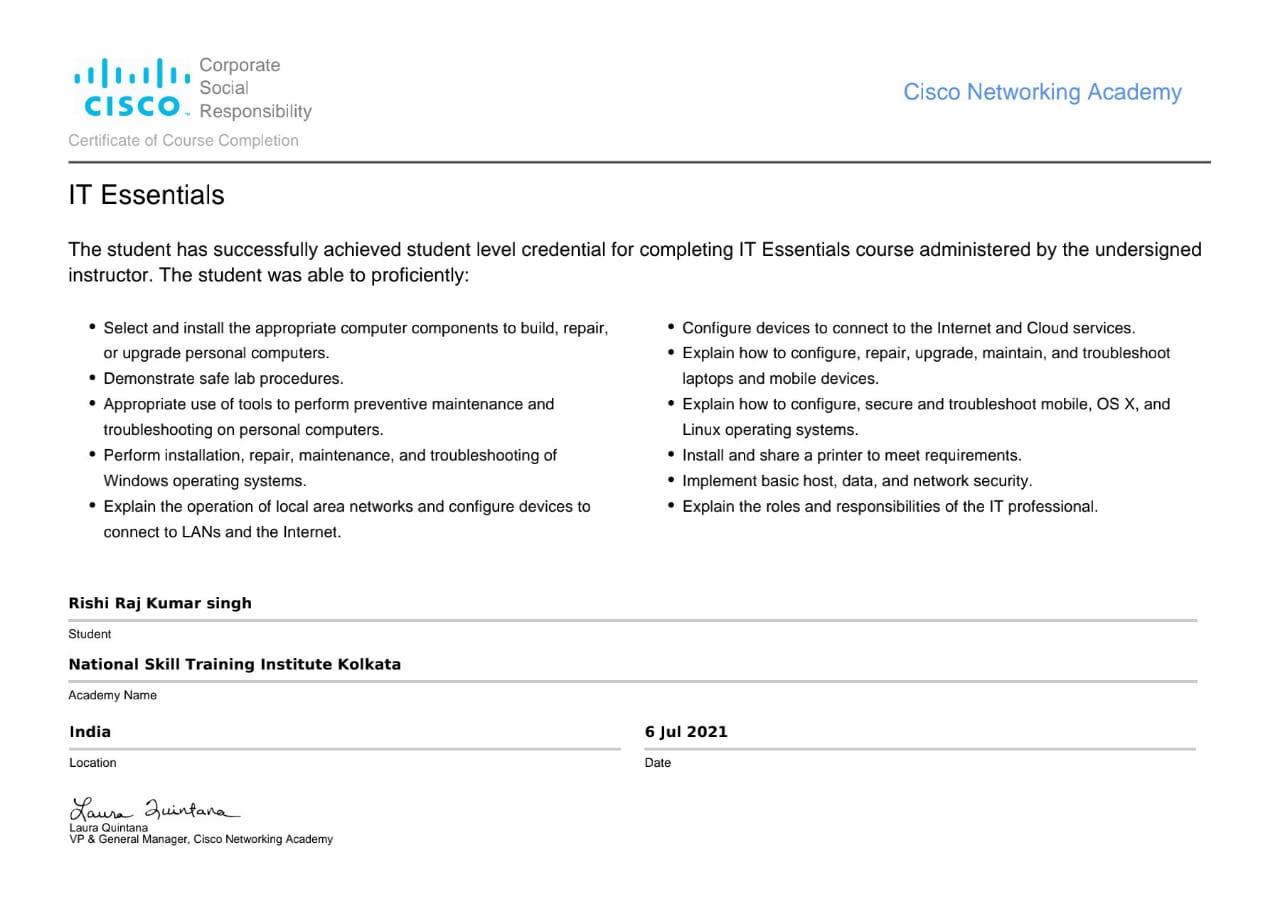 CISCO™
Corporate
Social
Responsibility
Cisco Networking Academy
Certificate of Course Completion
IT Essentials
The student has successfully achieved student level credential for completing IT Essentials course administered by the undersigned
instructor. The student was able to proficiently:
• Select and install the appropriate computer components to build, repair,
or upgrade personal computers.
• Demonstrate safe lab procedures.
• Appropriate use of tools to perform preventive maintenance and
troubleshooting on personal computers.
• Perform installation, repair, maintenance, and troubleshooting of
Windows operating systems.
• Explain the operation of local area networks and configure devices to
connect to LANs and the Internet.
• Configure devices to connect to the Internet and Cloud services.
• Explain how to configure, repair, upgrade, maintain, and troubleshoot
laptops and mobile devices.
• Explain how to configure, secure and troubleshoot mobile, OS X, and
Linux operating systems.
• Install and share a printer to meet requirements.
• Implement basic host, data, and network security.
• Explain the roles and responsibilities of the IT professional.
Rishi Raj Kumar singh
Student
National Skill Training Institute Kolkata
Academy Name
India
Location
6 Jul 2021
Date
Laura Quintana
Laura Quintana
VP & General Manager, Cisco Networking Academy